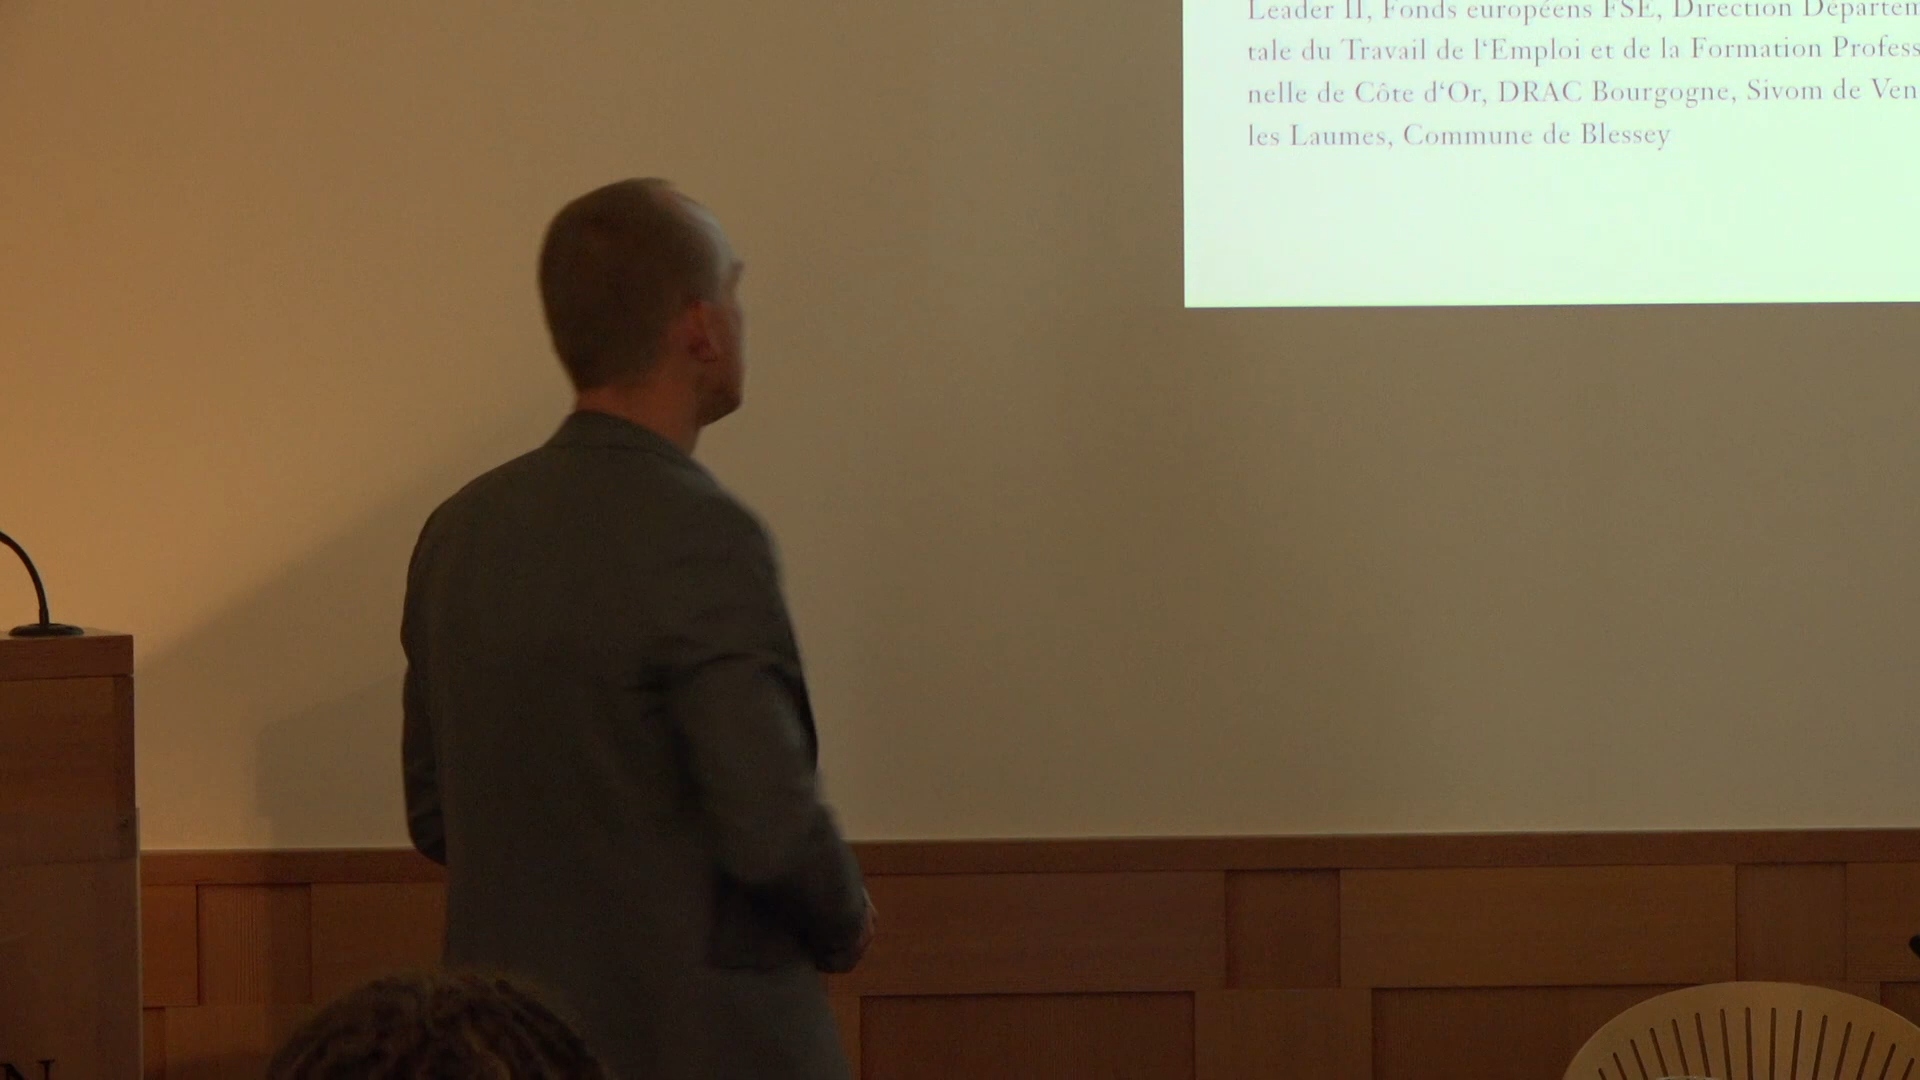 Leader II, Fonds européens FSE, Direction Départem
tale du Travail de l‘Emploi et de la Formation Profess
nelle de Côte d‘Or, DRAC Bourgogne, Sivom de Ven
les Laumes, Commune de Blessey
N